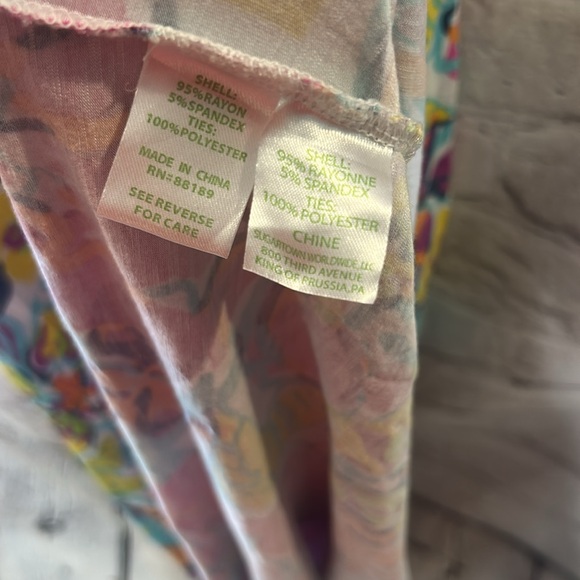 SHELL:
95%RAYON
5%SPANDEX
TIES:
100%POLYESTER
MADE IN CHINA
RN#88189
SEE REVERSE
FOR CARE
SHELL:
95%RAYONNE
5% SPANDEX
TIES:
100%POLYESTER
CHINE
SUGARTOWN WORLDWIDE, LLC
800 THIRD AVENUE
KING OF PRUSSIA,PA